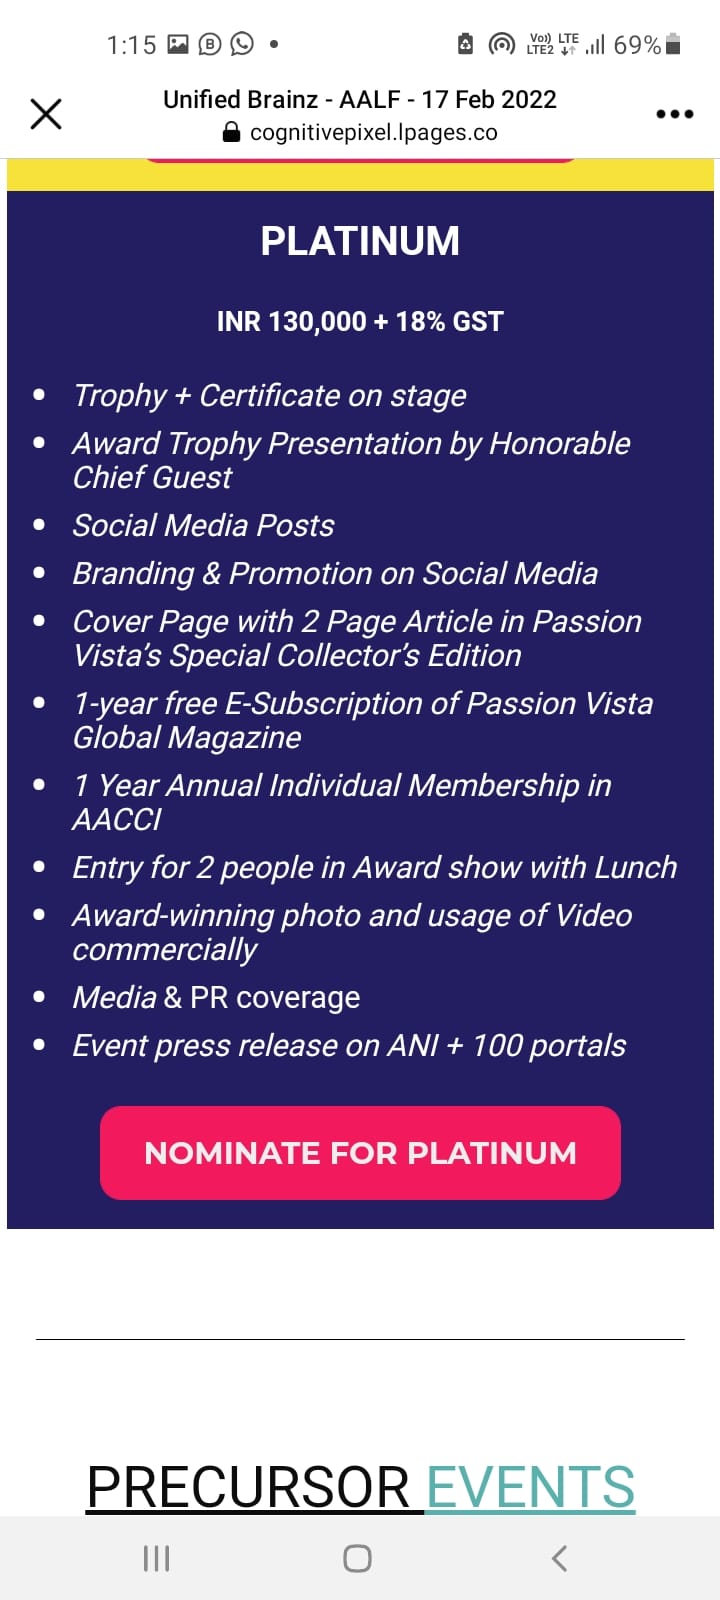 1:15
Vo)) LTE
LTE2
69%
Unified Brainz - AALF - 17 Feb 2022
cognitivepixel.lpages.co
PLATINUM
INR 130,000 + 18% GST
• Trophy + Certificate on stage
• Award Trophy Presentation by Honorable
Chief Guest
• Social Media Posts
• Branding & Promotion on Social Media
• Cover Page with 2 Page Article in Passion
Vista’s Special Collector’s Edition
• 1-year free E-Subscription of Passion Vista
Global Magazine
• 1 Year Annual Individual Membership in
AACCI
• Entry for 2 people in Award show with Lunch
• Award-winning photo and usage of Video
commercially
• Media & PR coverage
• Event press release on ANI + 100 portals
NOMINATE FOR PLATINUM
PRECURSOR EVENTS